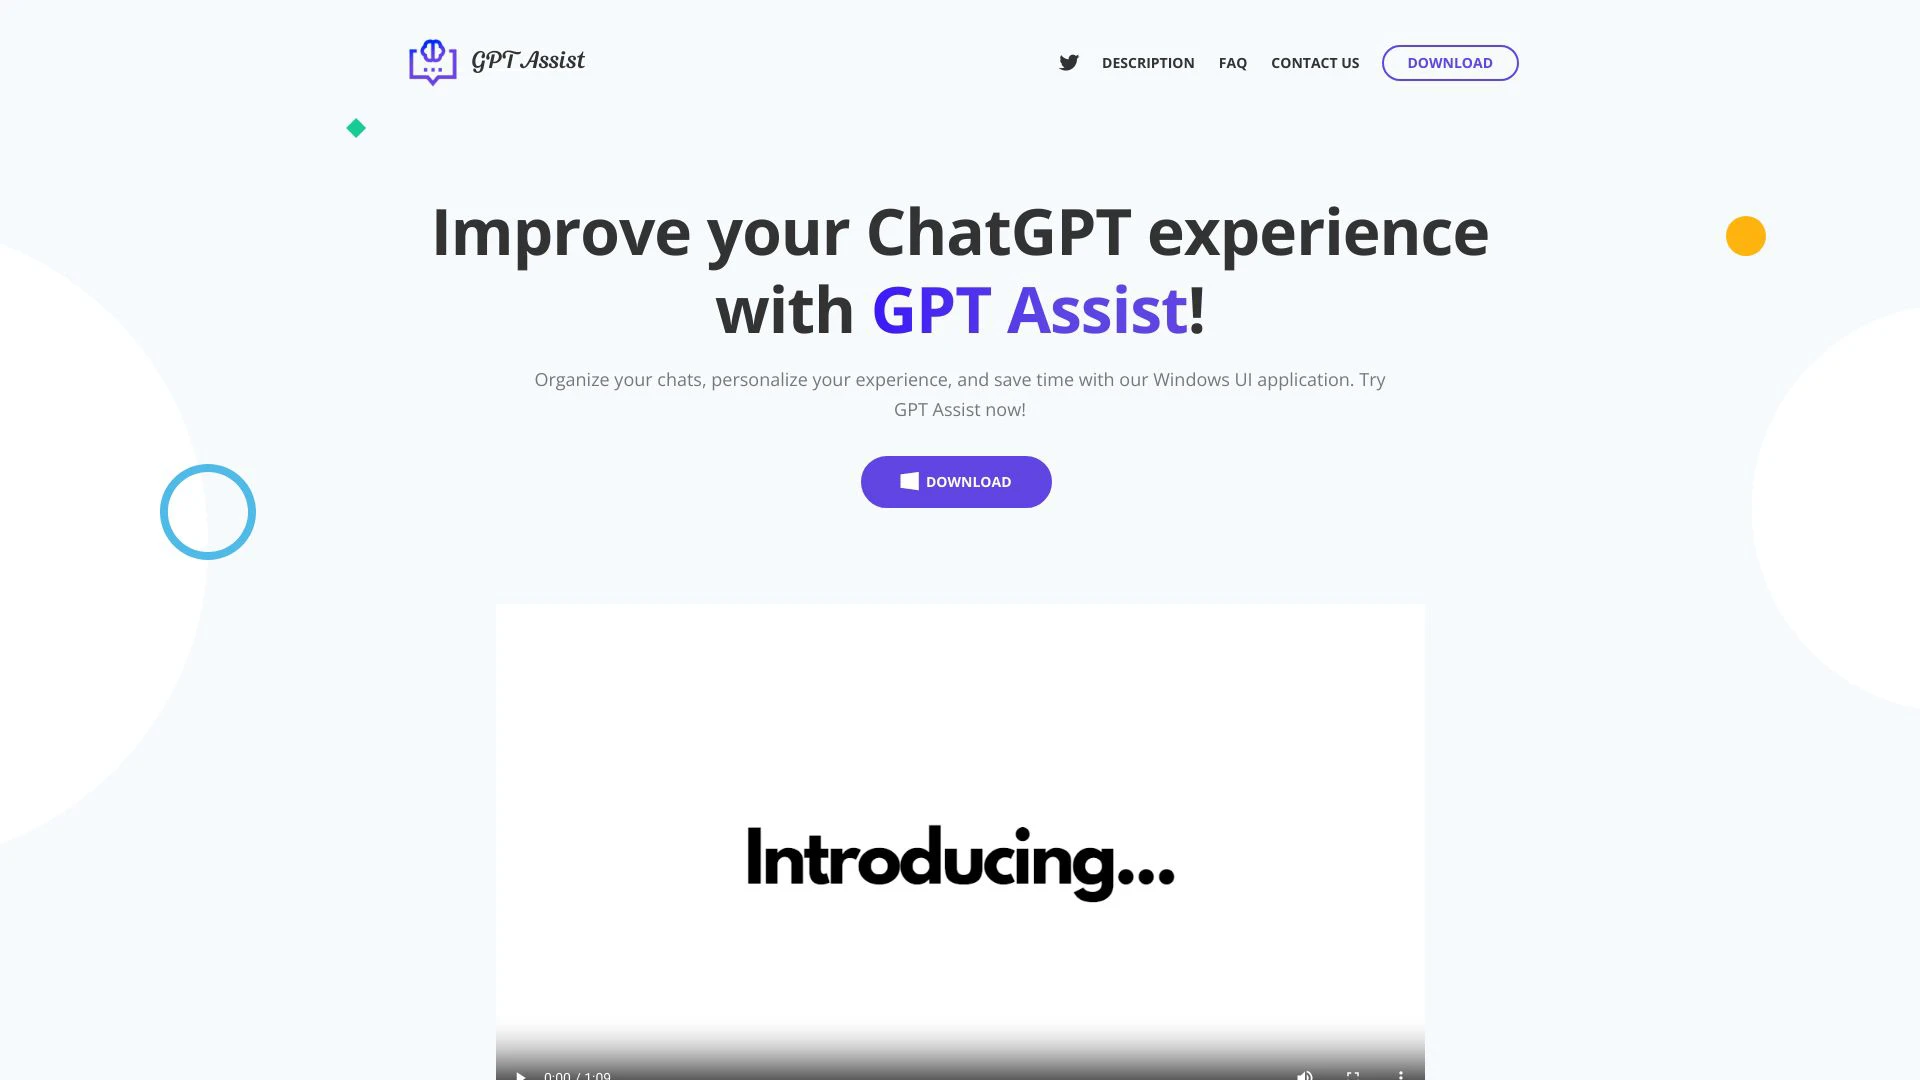 GPT Assist
DESCRIPTION
FAQ
CONTACT US
DOWNLOAD
Improve your ChatGPT experience
with GPT Assist!
Organize your chats, personalize your experience, and save time with our Windows UI application. Try
GPT Assist now!
DOWNLOAD
Introducing...
0:00 / 1:09